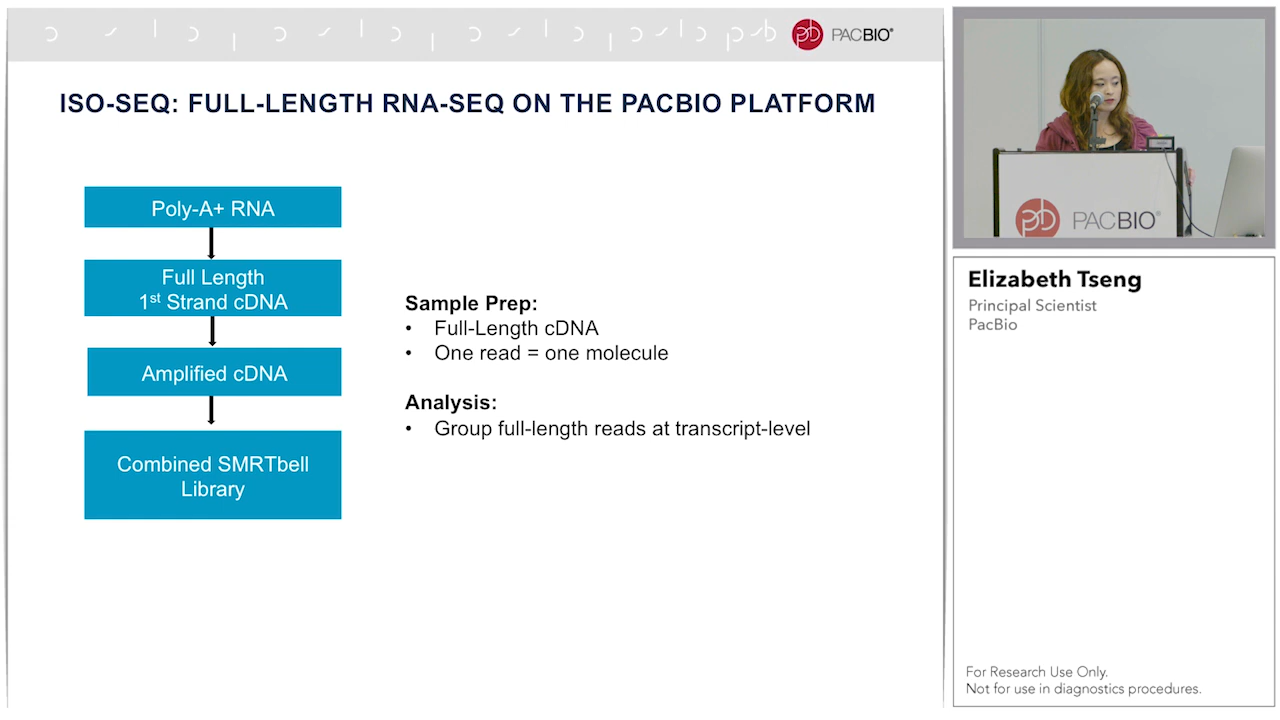 PACBIO®
ISO-SEQ: FULL-LENGTH RNA-SEQ ON THE PACBIO PLATFORM
Poly-A+ RNA
Full Length
1st Strand cDNA
Amplified cDNA
Combined SMRTbell
Library
Sample Prep:
• Full-Length cDNA
• One read = one molecule
Analysis:
• Group full-length reads at transcript-level
PACBIO®
Elizabeth Tseng
Principal Scientist
PacBio
For Research Use Only.
Not for use in diagnostics procedures.